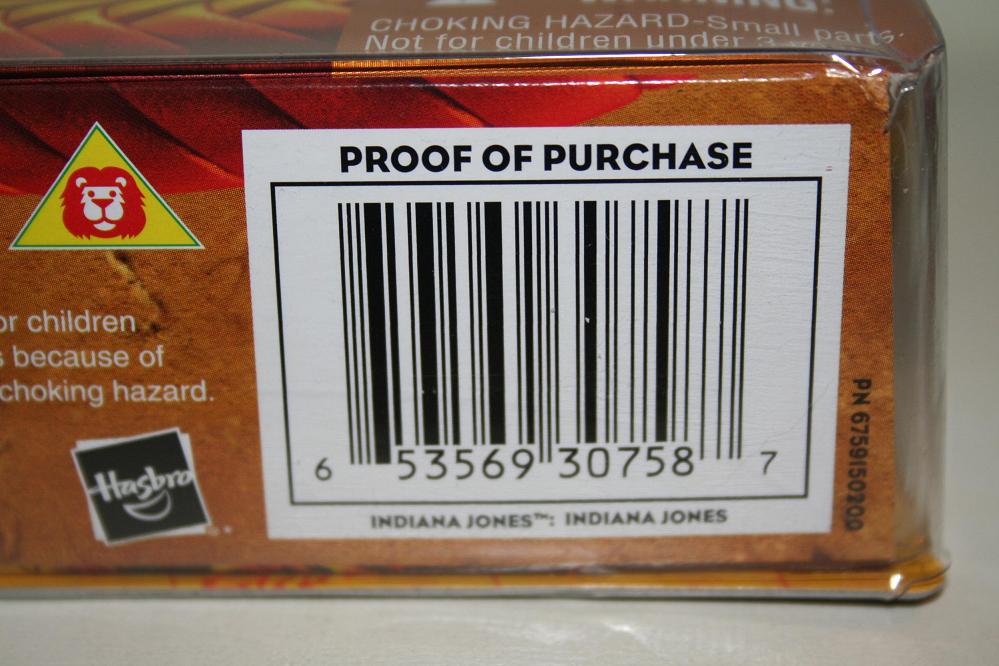 WARNING:
CHOKING HAZARD-Small parts.
Not for children under 3
PROOF OF PURCHASE
or children
s because of
choking hazard.
Hasbro
6 53569 30758 7
INDIANA JONES™: INDIANA JONES
PN 6759150200